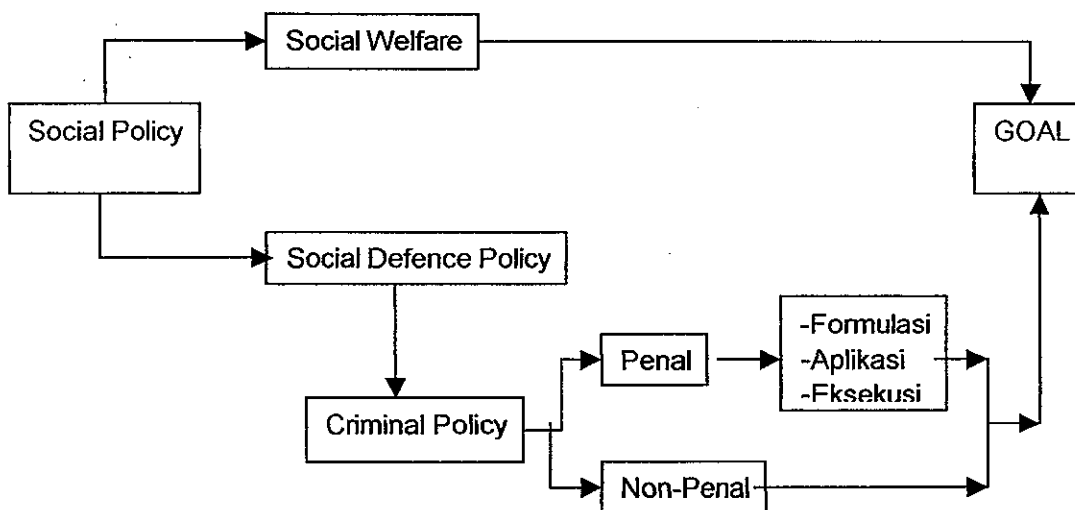 Social Welfare
Social Policy
GOAL
Social Defence Policy
Criminal Policy
Penal
-Formulasi
-Aplikasi
-Eksekusi
Non-Penal